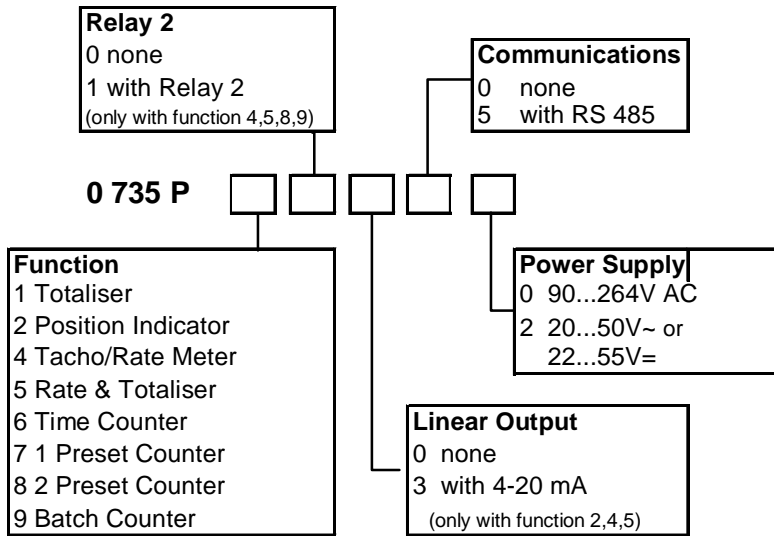 Relay 2
0 none
1 with Relay 2
(only with function 4,5,8,9)
Communications
0 none
5 with RS 485
0 735 P
Function
1 Totaliser
2 Position Indicator
4 Tacho/Rate Meter
5 Rate & Totaliser
6 Time Counter
7 1 Preset Counter
8 2 Preset Counter
9 Batch Counter
Power Supply
0 90...264V AC
2 20...50V~ or
22...55V=
Linear Output
0 none
3 with 4-20 mA
(only with function 2,4,5)